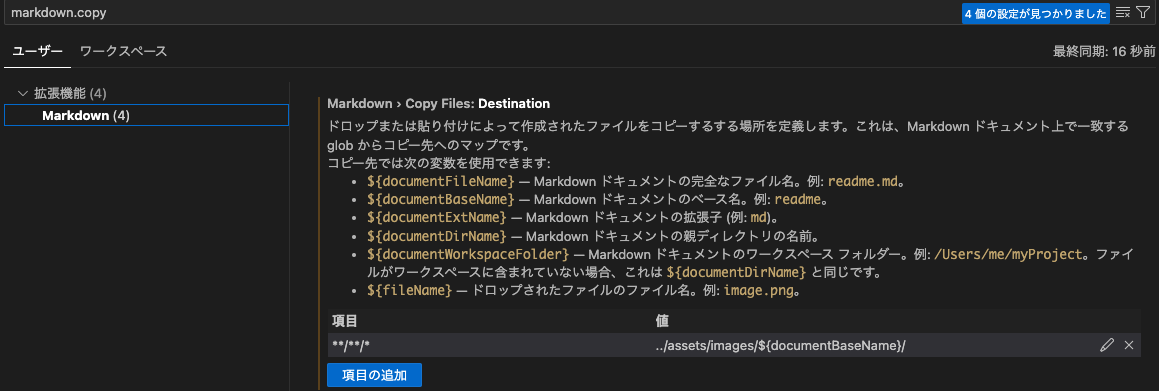 markdown.copy
4 個の設定が見つかりました
ユーザー ワークスペース
最終同期: 16 秒前
拡張機能 (4)
Markdown (4)
Markdown › Copy Files: Destination
ドロップまたは貼り付けによって作成されたファイルをコピーするする場所を定義します。これは、Markdown ドキュメント上で一致する
glob からコピー先へのマップです。
コピー先では次の変数を使用できます:
• ${documentFileName} — Markdown ドキュメントの完全なファイル名。例: readme.md。
• ${documentBaseName} — Markdown ドキュメントのベース名。例: readme。
• ${documentExtName} — Markdown ドキュメントの拡張子 (例: md)。
• ${documentDirName} — Markdown ドキュメントの親ディレクトリの名前。
• ${documentWorkspaceFolder} — Markdown ドキュメントのワークスペース フォルダー。例: /Users/me/myProject。ファイ
ルがワークスペースに含まれていない場合、これは ${documentDirName} と同じです。
• ${fileName} — ドロップされたファイルのファイル名。例: image.png。
項目 値
**/**/* ../assets/images/${documentBaseName}/
項目の追加